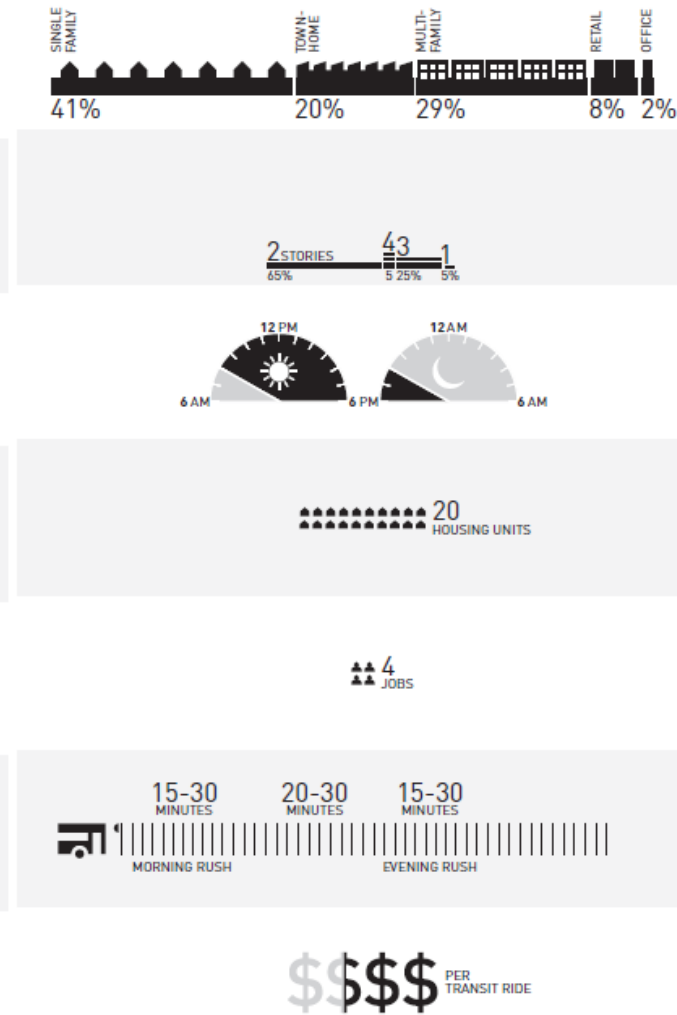 SINGLE
FAMILY
TOWN-
HOME
MULTI-
FAMILY
RETAIL
OFFICE
41%
20%
29%
8%
2%
2 STORIES
4
3
1
65%
5
25%
5%
12 PM
12 AM
6 AM
6 PM
6 AM
20
HOUSING UNITS
4
JOBS
15-30
MINUTES
20-30
MINUTES
15-30
MINUTES
MORNING RUSH
EVENING RUSH
$$$$
PER
TRANSIT RIDE